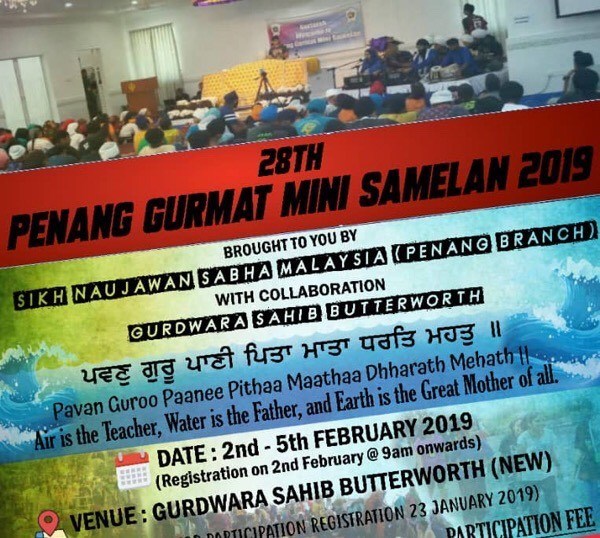 28TH
PENANG GURMAT MINI SAMELAN 2019
BROUGHT TO YOU BY
SIKH NAUJAWAN SABHA MALAYSIA (PENANG BRANCH)
WITH COLLABORATION
GURDWARA SAHIB BUTTERWORTH
ਪਵਣੁ ਗੁਰੂ ਪਾਣੀ ਪਿਤਾ ਮਾਤਾ ਧਰਤਿ ਮਹਤੁ ॥
Pavan Guroo Paanee Pithaa Maathaa Dhharath Mehath ||
Air is the Teacher, Water is the Father, and Earth is the Great Mother of all.
DATE : 2nd - 5th FEBRUARY 2019
(Registration on 2nd February @ 9am onwards)
VENUE : GURDWARA SAHIB BUTTERWORTH (NEW)
PARTICIPATION REGISTRATION 23 JANUARY 2019)
PARTICIPATION FEE